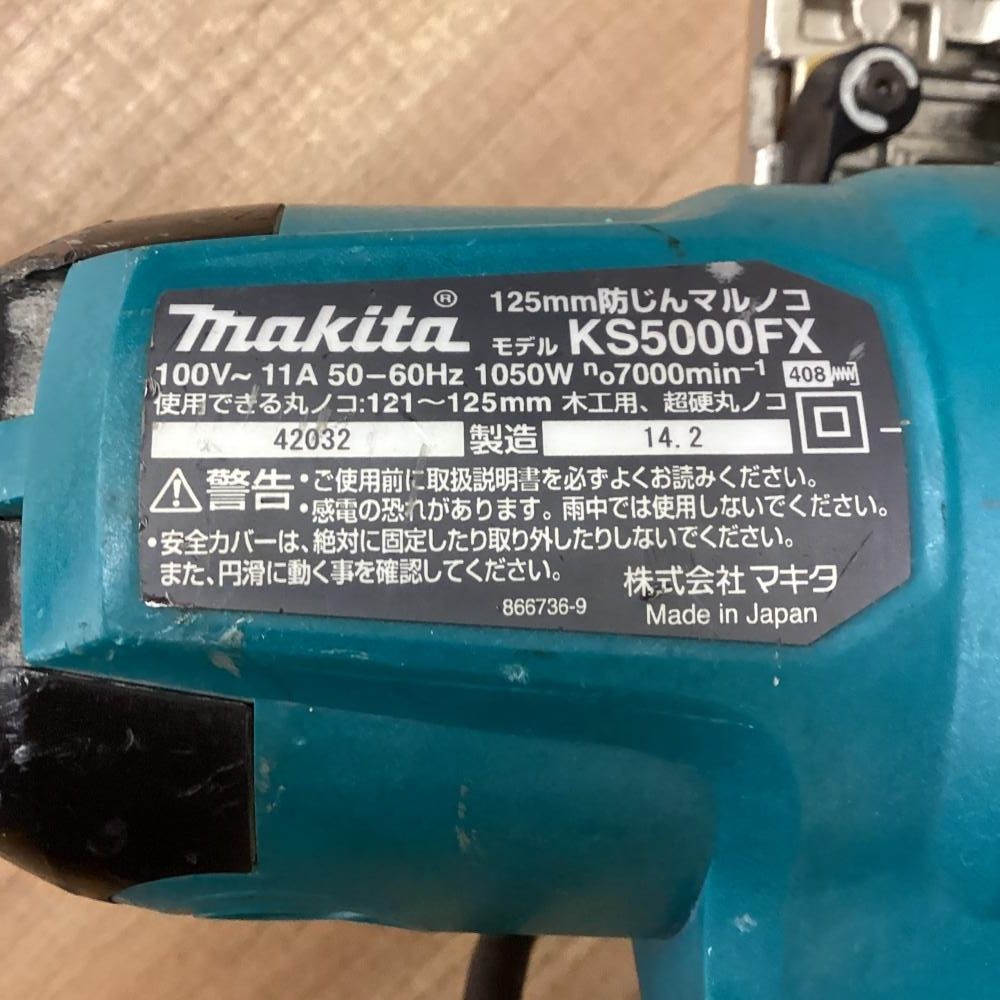 makita® 125mm防じんマルノコ
モデル KS5000FX
100V~ 11A 50-60Hz 1050W n₀7000min⁻¹ 408
使用できる丸ノコ:121～125mm 木工用、超硬丸ノコ
42032 製造 14.2
⚠警告 ・ご使用前に取扱説明書を必ずよくお読みください。
・感電の恐れがあります。雨中では使用しないでください。
・安全カバーは、絶対に固定したり取り外したりしないでください。
また、円滑に動く事を確認してください。
株式会社 マキタ
866736-9 Made in Japan